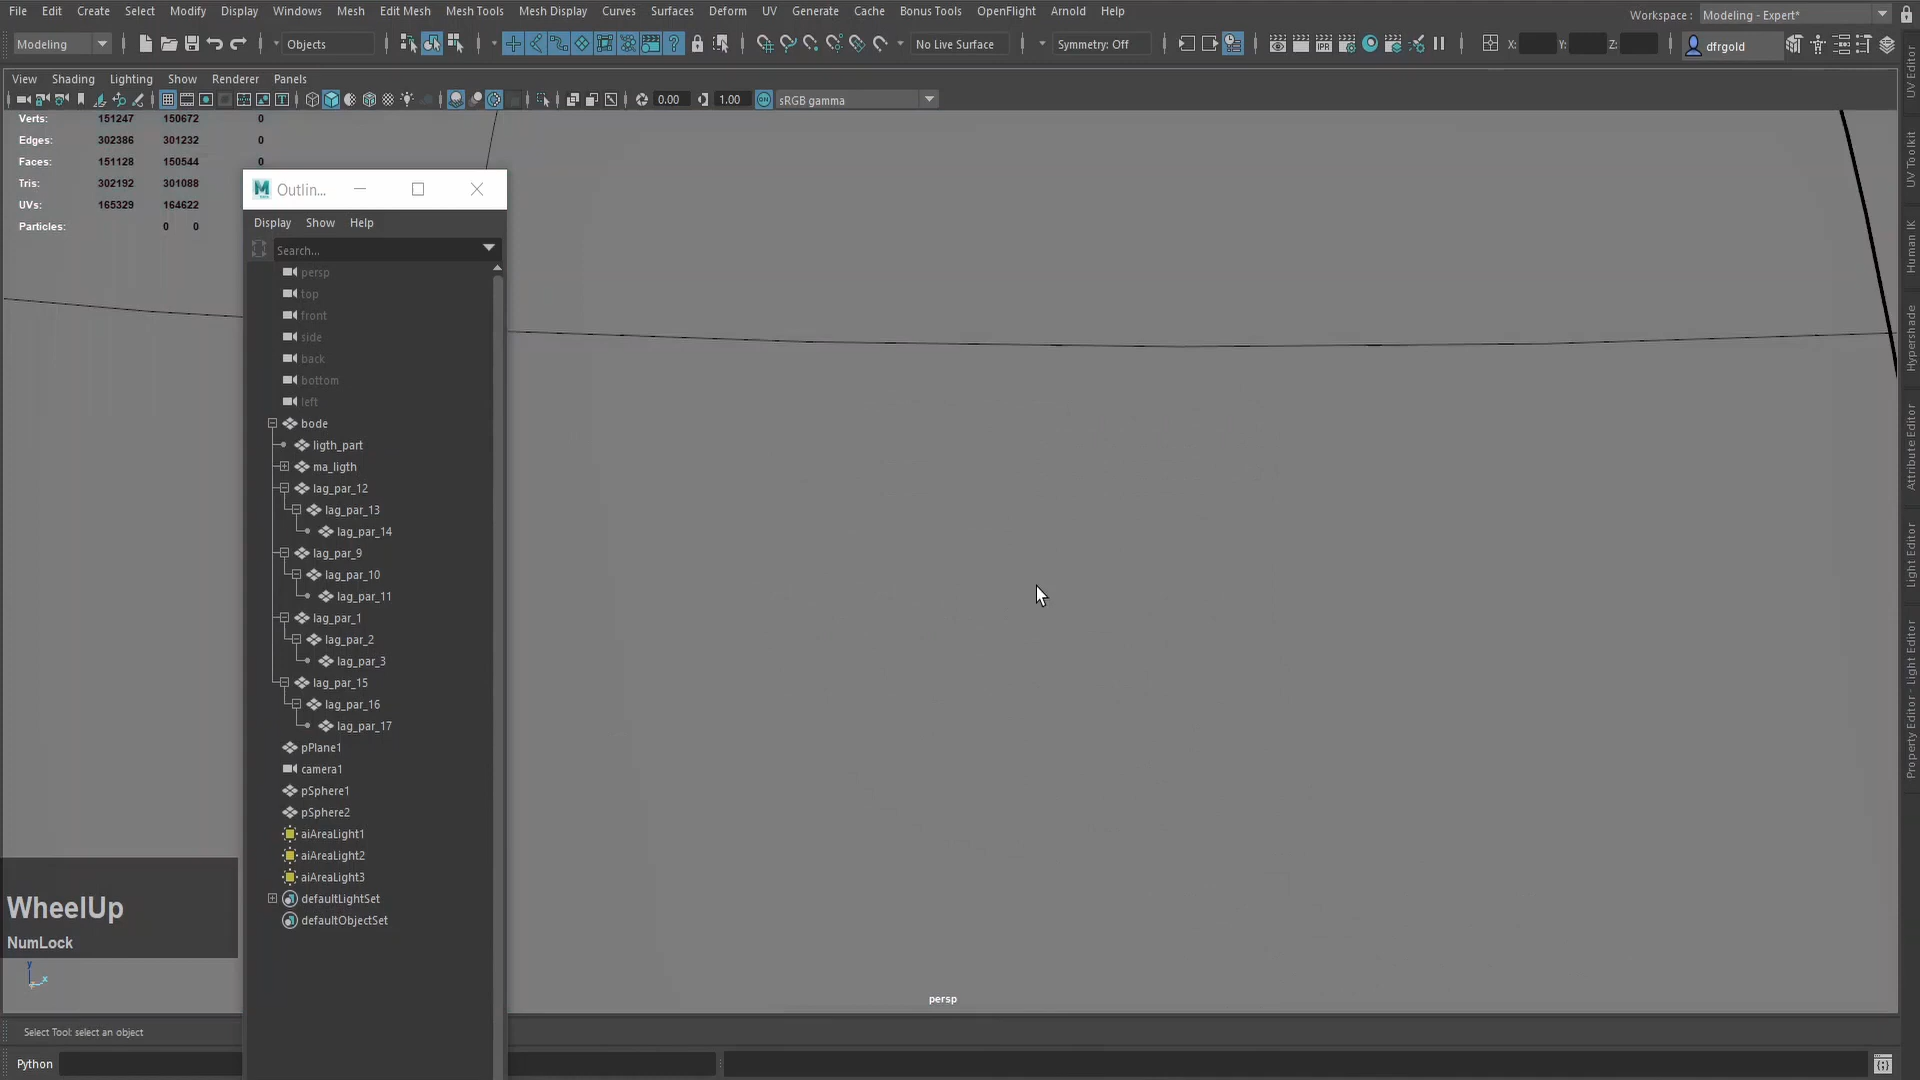 File Edit Create Select Modify Display Windows Mesh Edit Mesh Mesh Tools Mesh Display Curves Surfaces Deform UV Generate Cache Bonus Tools OpenFlight Arnold Help
Workspace : Modeling - Expert*
Modeling Objects No Live Surface Symmetry: Off IPR X: Y: Z: dfrgold
View Shading Lighting Show Renderer Panels
0.00 1.00 ON sRGB gamma
Verts: 151247 150672 0
Edges: 302386 301232 0
Faces: 151128 150544 0
Tris: 302192 301088 0
UVs: 165329 164622
Particles: 0 0
M Outlin...
Display Show Help
Search...
persp
top
front
side
back
bottom
left
bode
ligth_part
ma_ligth
lag_par_12
lag_par_13
lag_par_14
lag_par_9
lag_par_10
lag_par_11
lag_par_1
lag_par_2
lag_par_3
lag_par_15
lag_par_16
lag_par_17
pPlane1
camera1
pSphere1
pSphere2
aiAreaLight1
aiAreaLight2
aiAreaLight3
defaultLightSet
defaultObjectSet
WheelUp
NumLock
y
x
persp
Select Tool: select an object
Python
UV Editor
UV Toolkit
Human IK
Hypershade
Attribute Editor
Light Editor
Property Editor - Light Editor